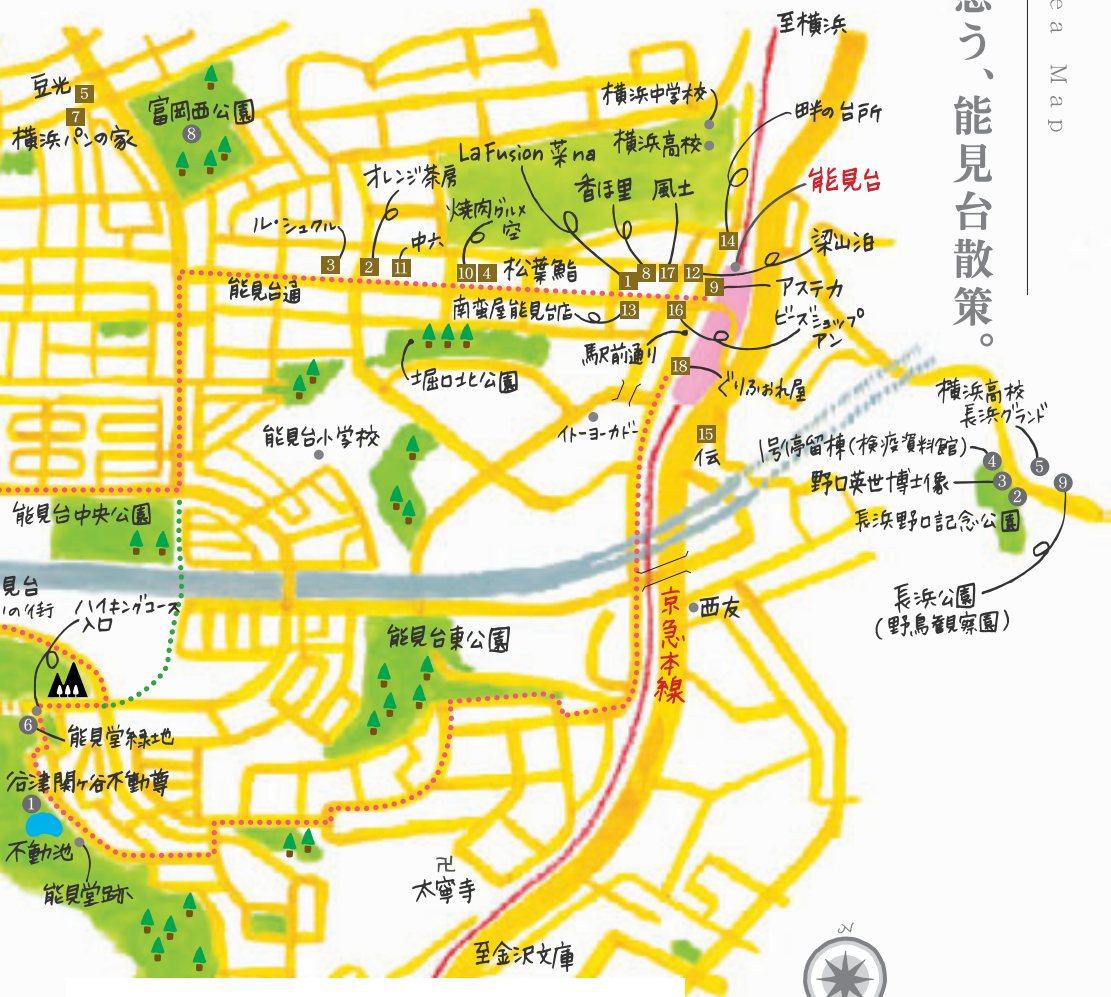 ea Map
う、能見台散策。
至横浜
豆光 5
7
横浜パンの家
富岡西公園
8
横浜中学校
横浜高校
畔の台所
La Fusion 菜na
オレンジ茶房
香ほ里
風土
能見台
焼肉グルメ
空
ル・シュクル
中六
14
梁山泊
3
2
11
10
4
松葉鮨
1
8
17
12
9
アステカ
能見台通
南蛮屋能見台店
13
16
ビーズショップ
アン
駅前通り
堀口北公園
18
ぐりふぉれ屋
イトーヨーカドー
能見台小学校
15
伝
横浜高校
長浜グランド
1号停留棟(検疫資料館)
4
5
野口英世博士像
3
9
2
長浜野口記念公園
能見台中央公園
長浜公園
(野鳥観察園)
見台
の街
ハイキングコース
入口
能見台東公園
京急本線
西友
6
能見堂緑地
谷津関ヶ谷不動尊
1
不動池
能見堂跡
卍
太寧寺
至金沢文庫
N